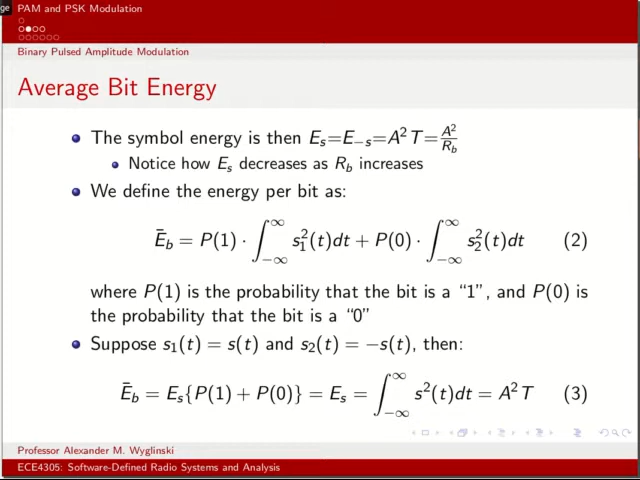 ge
PAM and PSK Modulation
Binary Pulsed Amplitude Modulation
Average Bit Energy
The symbol energy is then E_s=E_{−s}=A^2T=A^2/R_b
Notice how E_s decreases as R_b increases
We define the energy per bit as:
Ē_b = P(1) · ∫_{−∞}^{∞} s_1^2(t)dt + P(0) · ∫_{−∞}^{∞} s_2^2(t)dt (2)
where P(1) is the probability that the bit is a “1”, and P(0) is
the probability that the bit is a “0”
Suppose s_1(t) = s(t) and s_2(t) = −s(t), then:
Ē_b = E_s{P(1) + P(0)} = E_s = ∫_{−∞}^{∞} s^2(t)dt = A^2T (3)
Professor Alexander M. Wyglinski
ECE4305: Software-Defined Radio Systems and Analysis